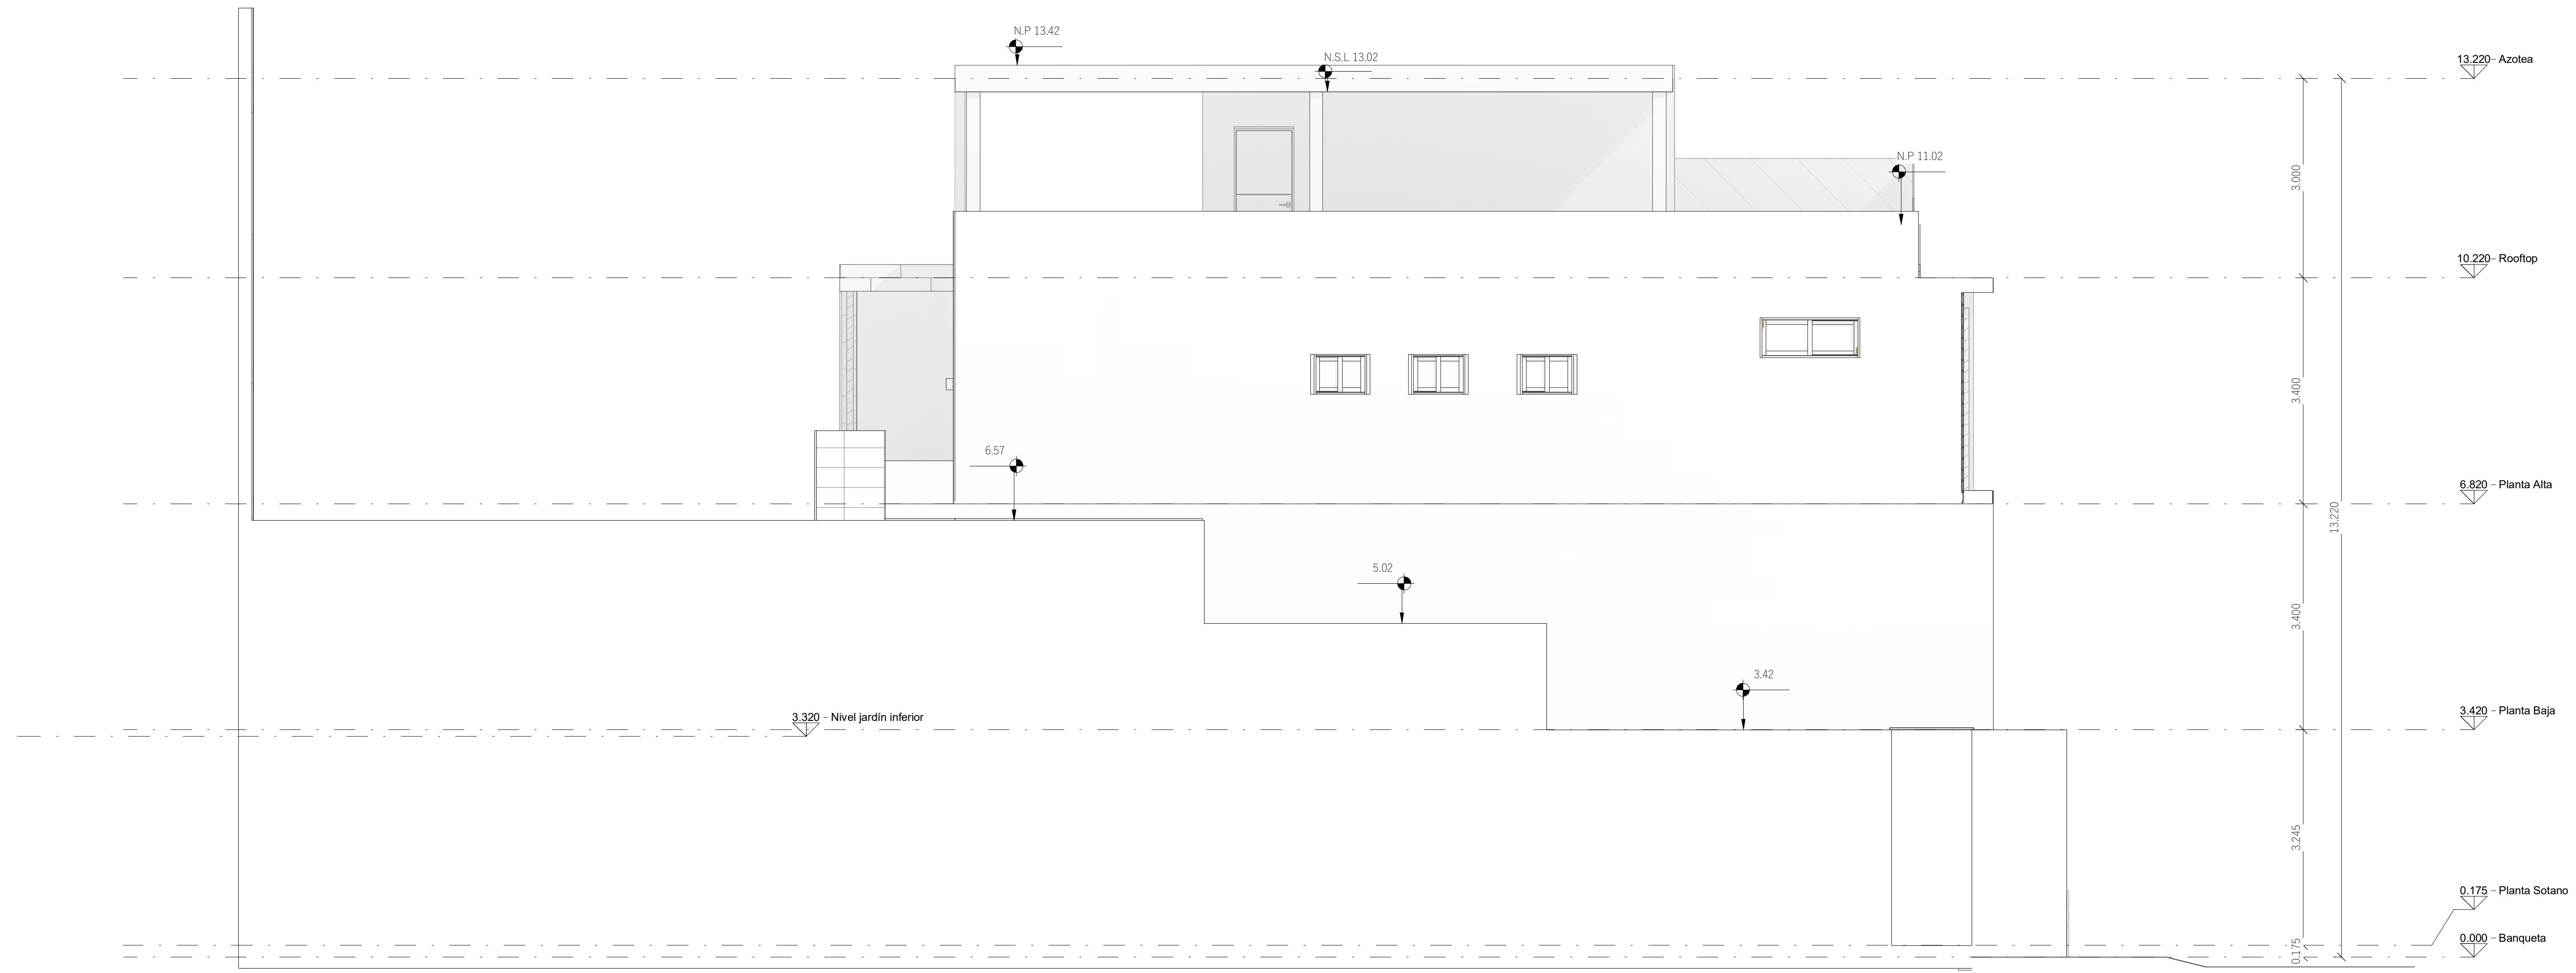 N.P 13.42
N.S.L 13.02
13.220 – Azotea
N.P 11.02
3.000
10.220 – Rooftop
3.400
6.57
6.820 – Planta Alta
13.220
5.02
3.400
3.42
3.320 – Nivel jardín inferior
3.420 – Planta Baja
3.245
0.175 – Planta Sotano
0.175
0.000 – Banqueta